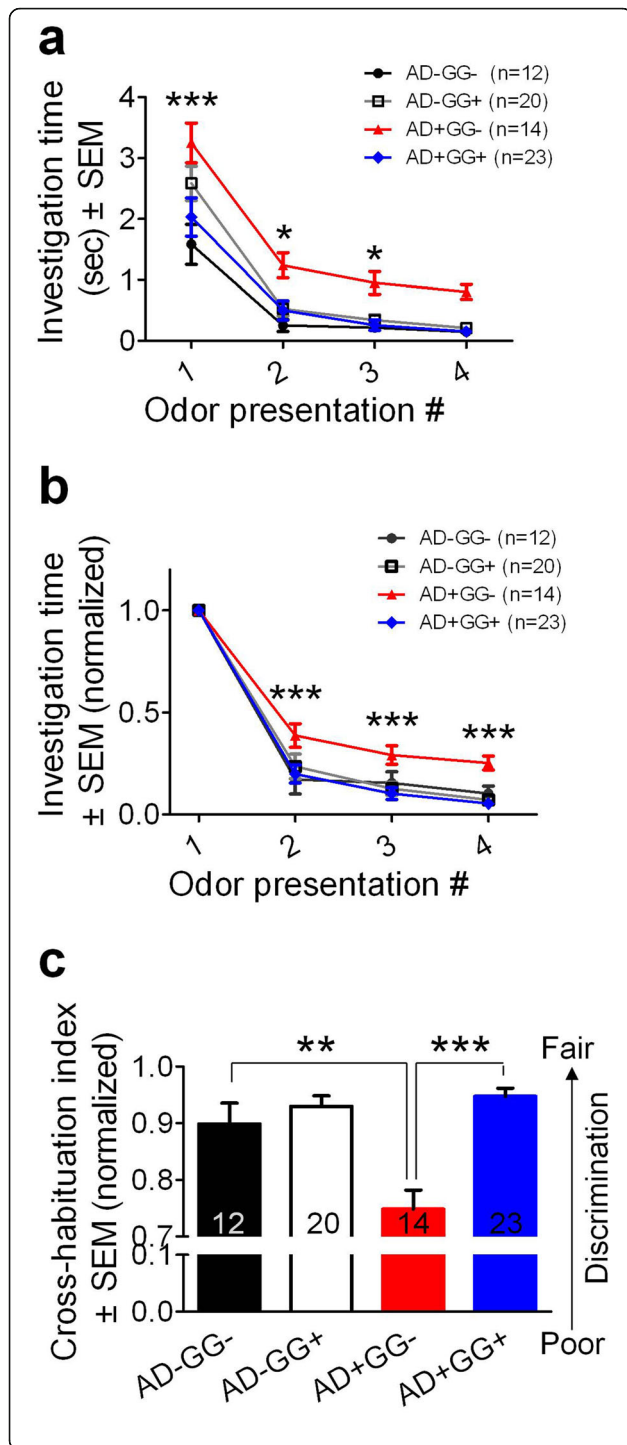 a
AD-GG- (n=12)
AD-GG+ (n=20)
AD+GG- (n=14)
AD+GG+ (n=23)
Investigation time
(sec) ± SEM
4
3
2
1
0
***
*
*
1 2 3 4
Odor presentation #
b
AD-GG- (n=12)
AD-GG+ (n=20)
AD+GG- (n=14)
AD+GG+ (n=23)
Investigation time
± SEM (normalized)
1.0
0.5
0.0
***
***
***
1 2 3 4
Odor presentation #
c
Cross-habituation index
± SEM (normalized)
1.0
0.9
0.8
0.7
0.1
0.0
** ***
12 20 14 23
AD-GG- AD-GG+ AD+GG- AD+GG+
Fair
Discrimination
Poor